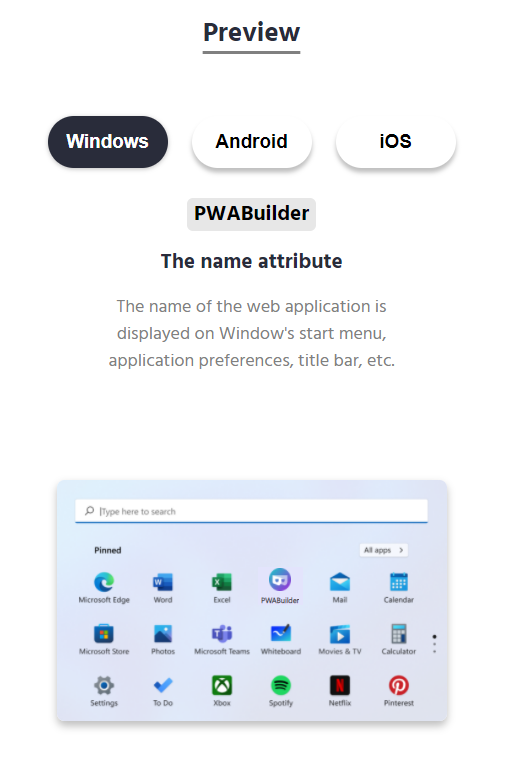 Preview
Windows Android iOS
PWABuilder
The name attribute
The name of the web application is
displayed on Window's start menu,
application preferences, title bar, etc.
Type here to search
Pinned All apps >
Microsoft Edge Word Excel PWABuilder Mail Calendar
Microsoft Store Photos Microsoft Teams Whiteboard Movies & TV Calculator
Settings To Do Xbox Spotify Netflix Pinterest